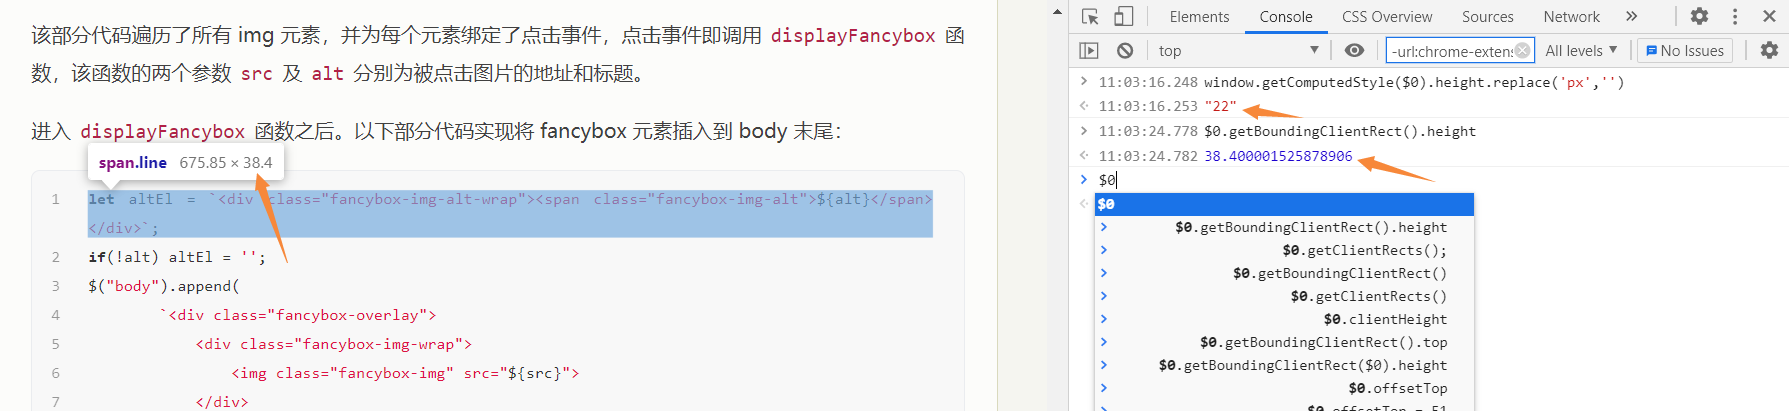 该部分代码遍历了所有 img 元素，并为每个元素绑定了点击事件，点击事件即调用 displayFancybox 函
数，该函数的两个参数 src 及 alt 分别为被点击图片的地址和标题。
进入 displayFancybox 函数之后。以下部分代码实现将 fancybox 元素插入到 body 末尾：
span.line 675.85 × 38.4
1 let altEl = `<div class="fancybox-img-alt-wrap"><span class="fancybox-img-alt">${alt}</span>
</div>`;
2 if(!alt) altEl = '';
3 $("body").append(
4 `<div class="fancybox-overlay">
5 <div class="fancybox-img-wrap">
6 <img class="fancybox-img" src="${src}">
7 </div>
Elements Console CSS Overview Sources Network »
top -url:chrome-extens All levels ▼ No Issues
11:03:16.248 window.getComputedStyle($0).height.replace('px','')
11:03:16.253 "22"
11:03:24.778 $0.getBoundingClientRect().height
11:03:24.782 38.400001525878906
> $0
$0
> $0.getBoundingClientRect().height
> $0.getClientRects();
> $0.getBoundingClientRect()
> $0.getClientRects()
> $0.clientHeight
> $0.getBoundingClientRect().top
> $0.getBoundingClientRect($0).height
> $0.offsetTop
> $0.offsetTop = 51